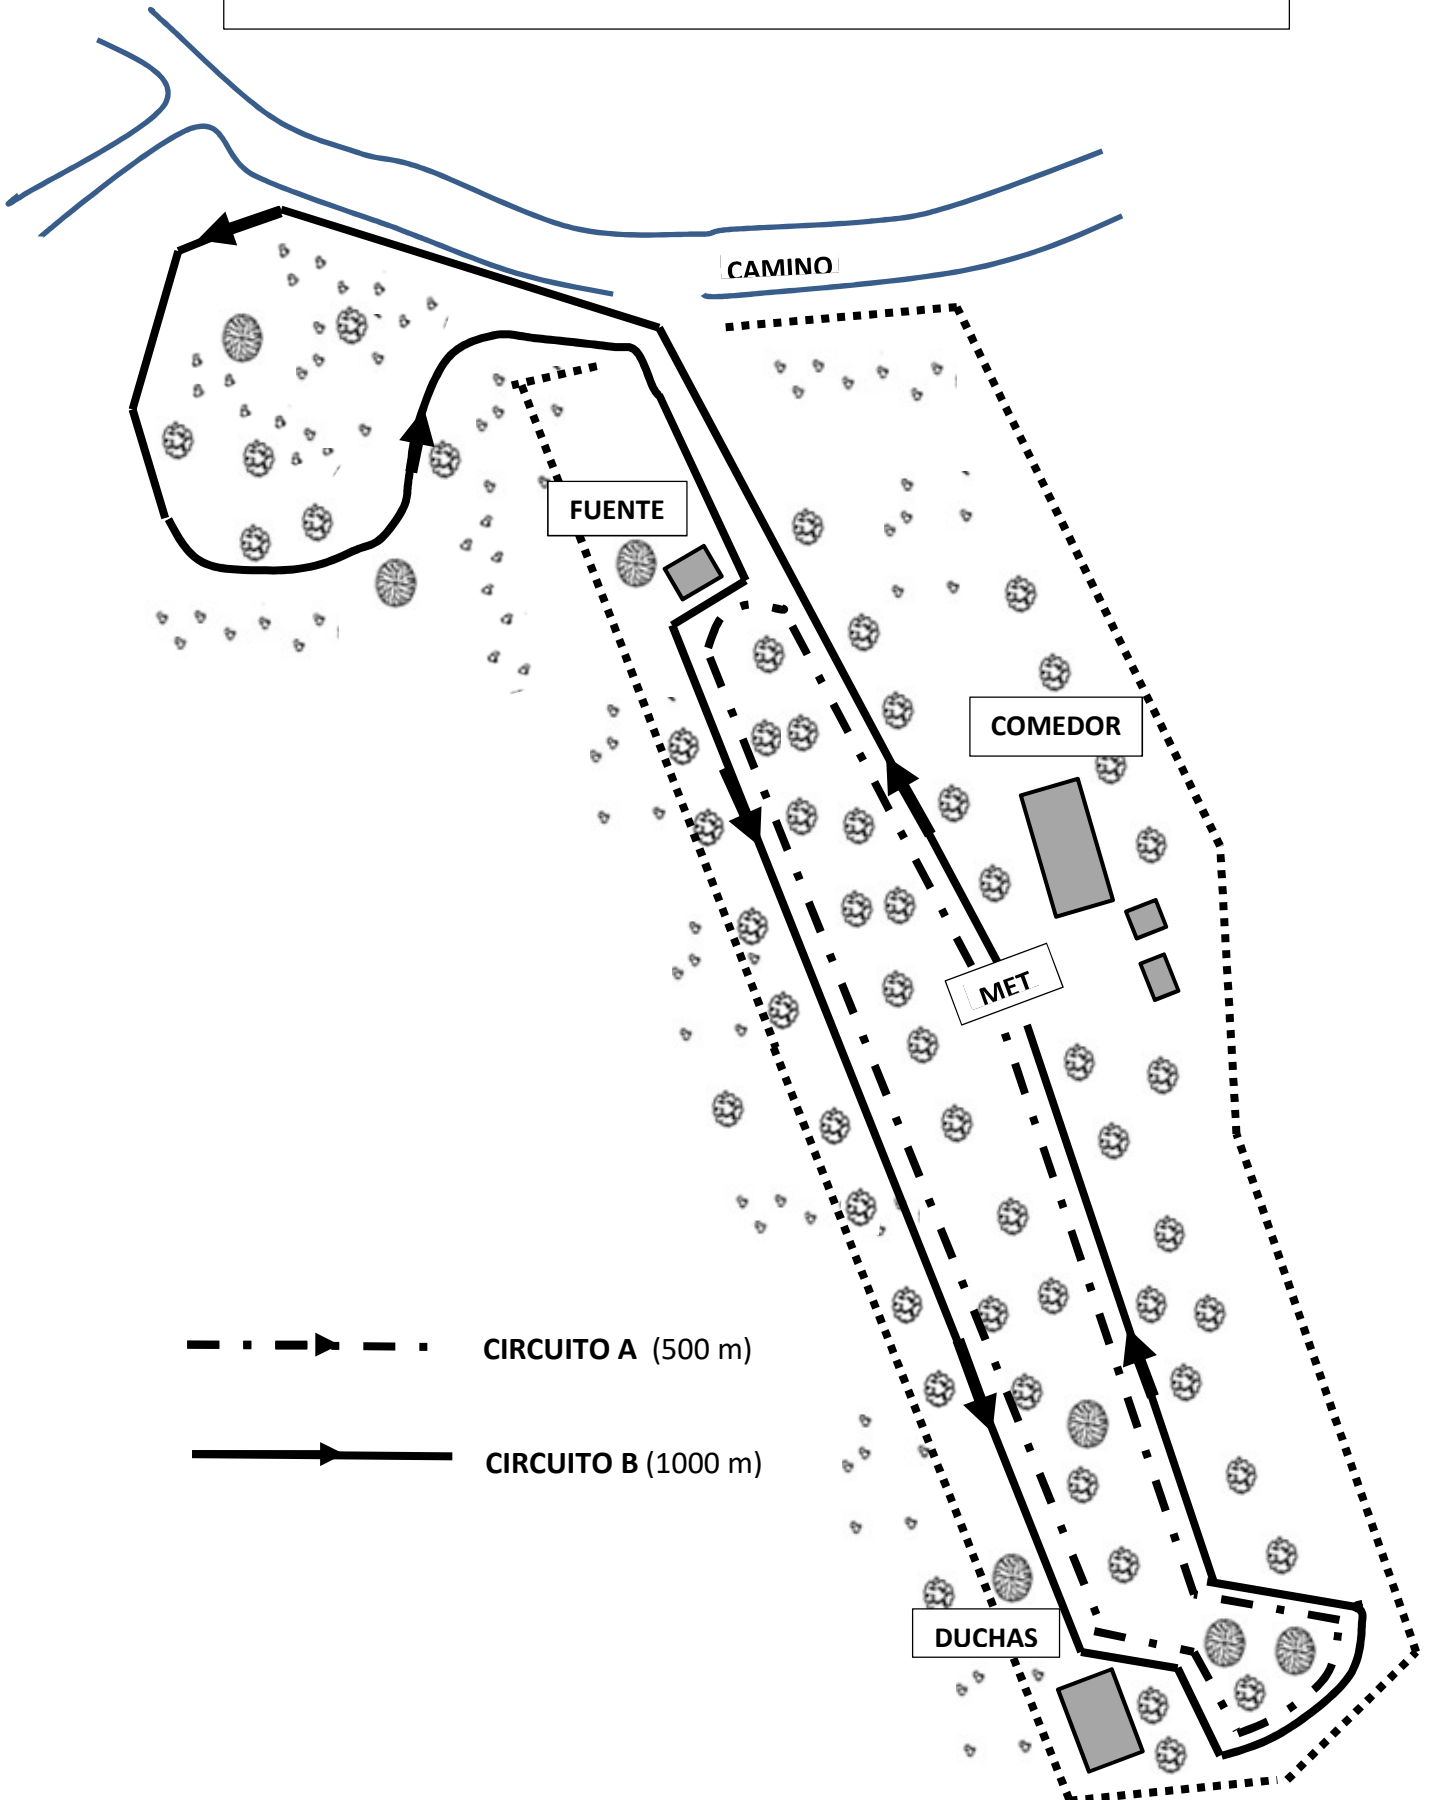 CAMINO
FUENTE
COMEDOR
MET
CIRCUITO A (500 m)
CIRCUITO B (1000 m)
DUCHAS